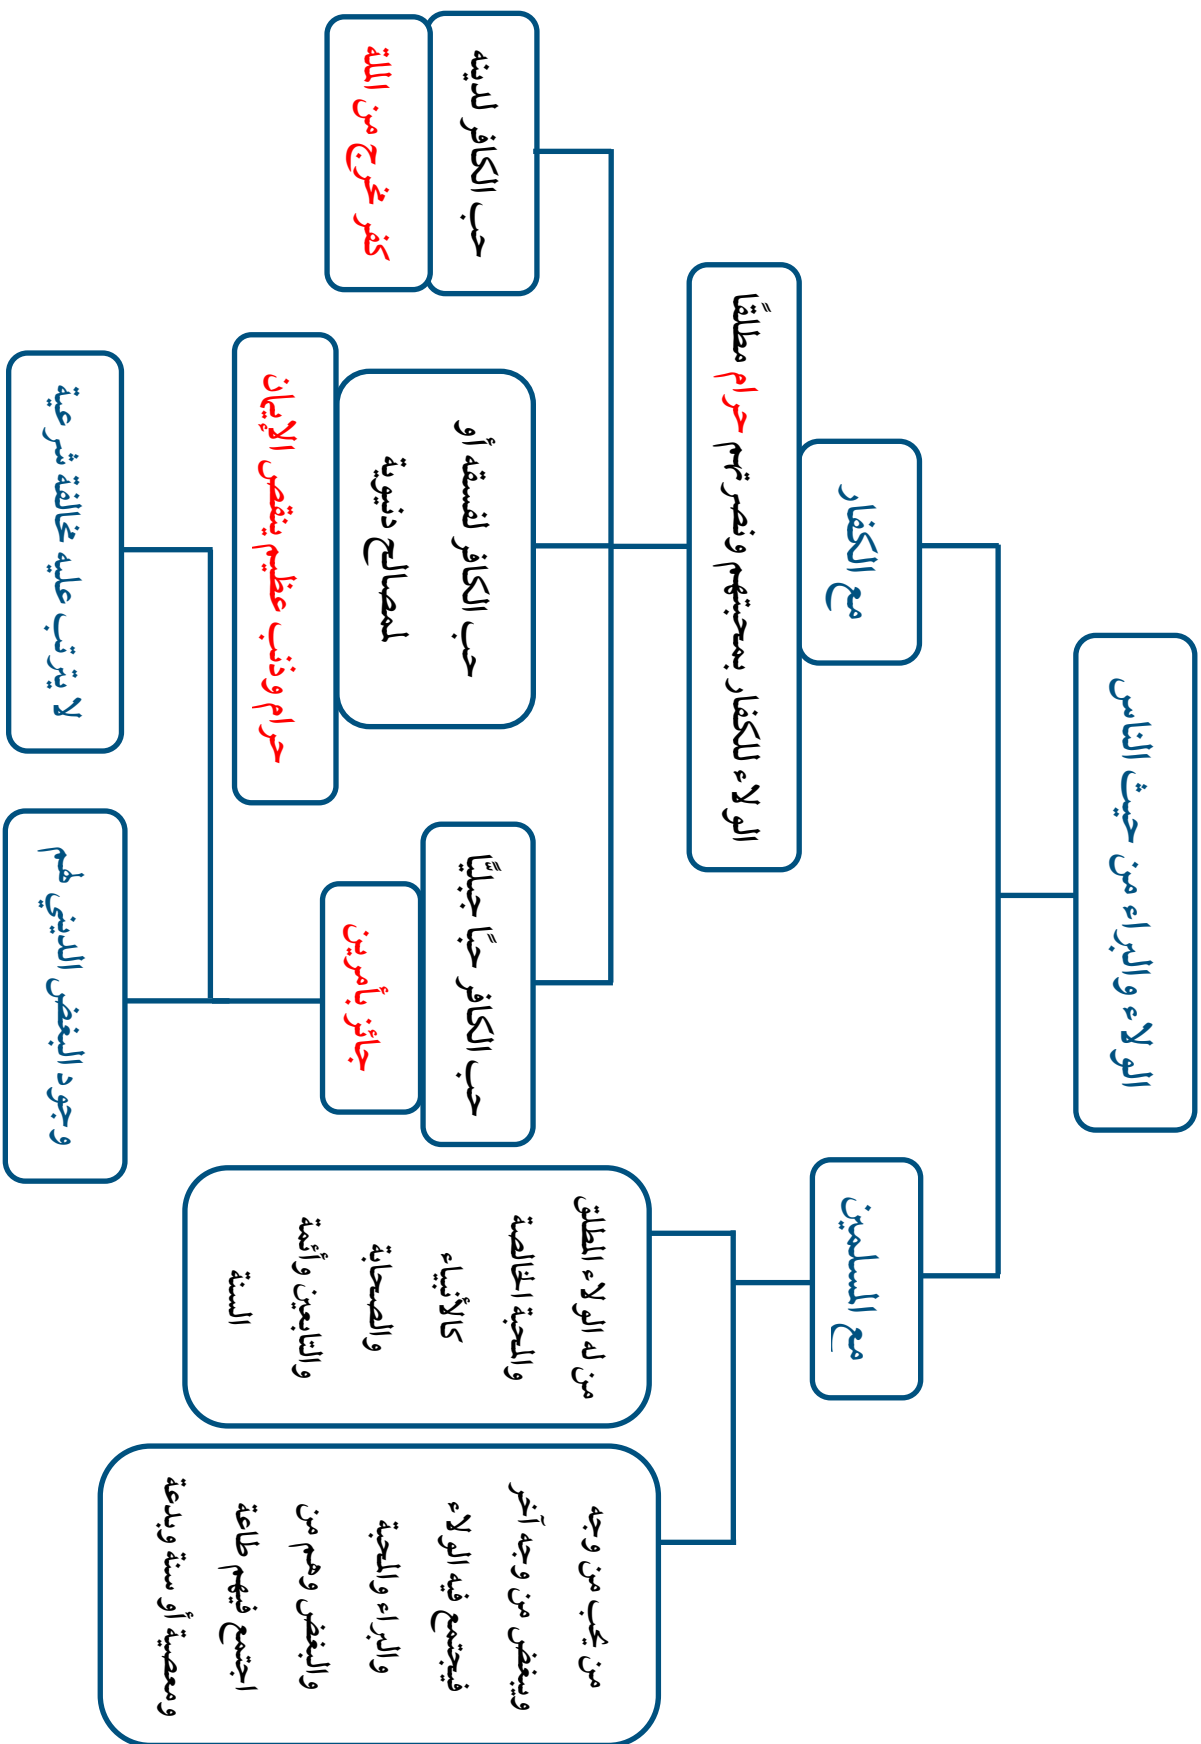 الولاء والبراء من حيث الناس
مع المسلمين
مع الكفار
من له الولاء المطلق
والمحبة الخالصة
كالأنبياء
والصحابة
والتابعين وأئمة
السنة
من يحب من وجه
ويبغض من وجه آخر
فيجتمع فيه الولاء
والبراء والمحبة
والبغض وهم من
اجتمع فيهم طاعة
ومعصية أو سنة وبدعة
الولاء للكفار بمحبتهم ونصرتهم حرام مطلقًا
حب الكافر حبًا جبليًّا
جائز بأمرين
وجود البغض الديني لهم
لا يترتب عليه مخالفة شرعية
حب الكافر لفسقه أو
لمصالح دنيوية
حرام وذنب عظيم ينقص الإيمان
حب الكافر لدينه
كفر مخرج من الملة